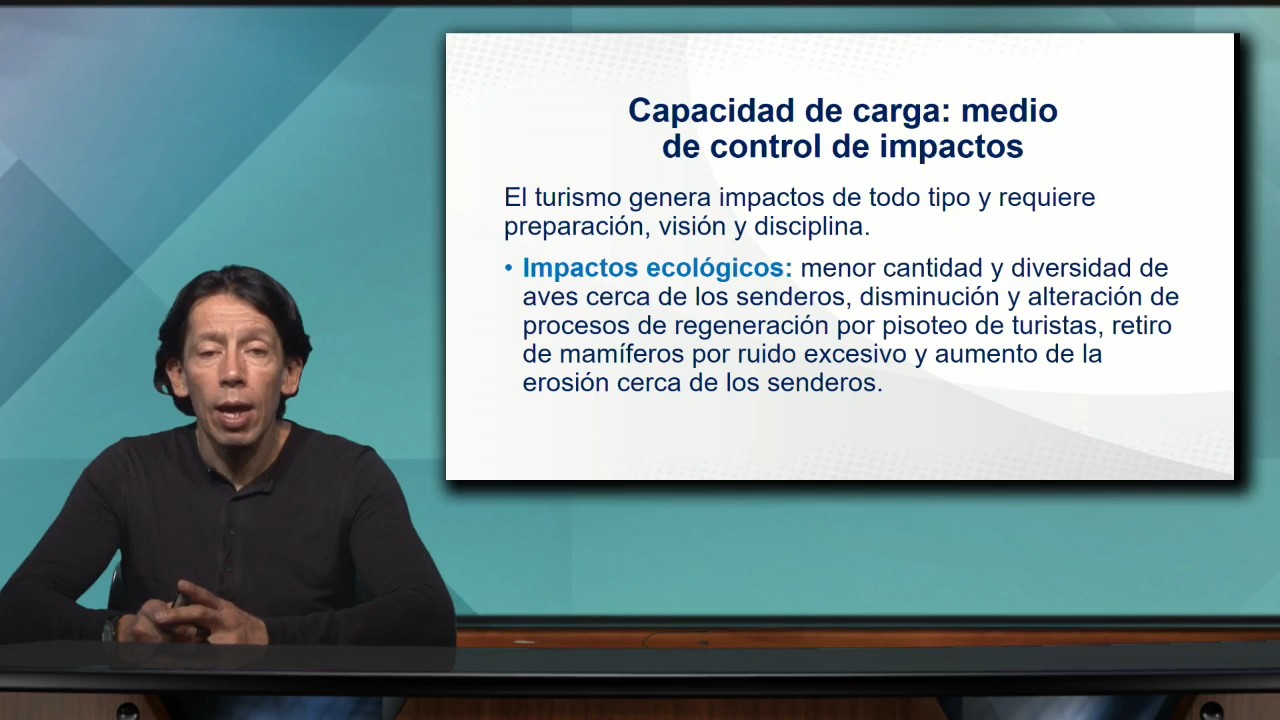 Capacidad de carga: medio
de control de impactos
El turismo genera impactos de todo tipo y requiere
preparación, visión y disciplina.
• Impactos ecológicos: menor cantidad y diversidad de
aves cerca de los senderos, disminución y alteración de
procesos de regeneración por pisoteo de turistas, retiro
de mamíferos por ruido excesivo y aumento de la
erosión cerca de los senderos.